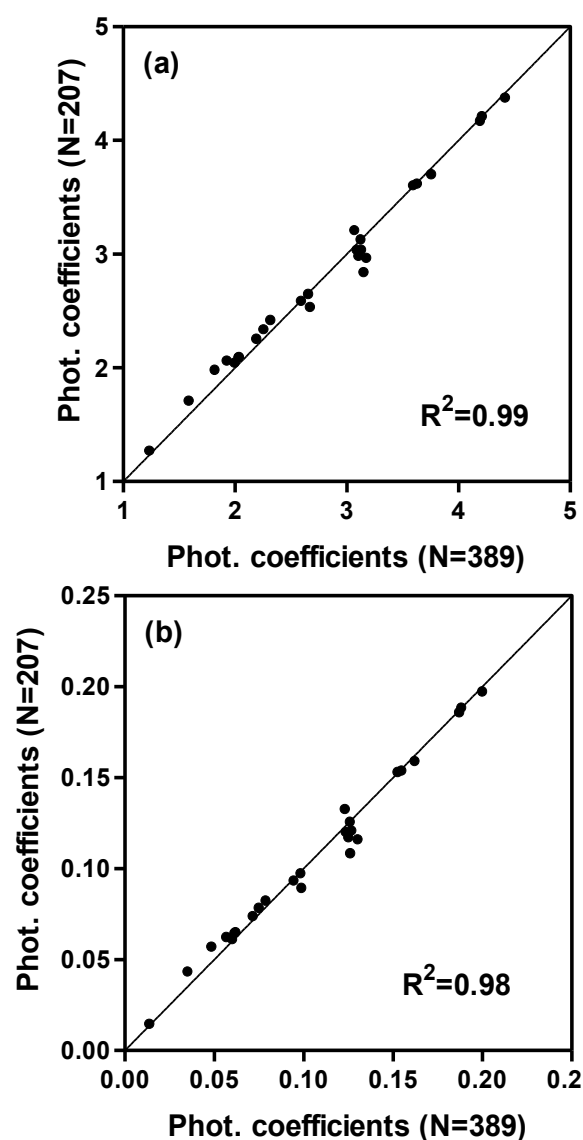 (a)
Phot. coefficients (N=207)
5
4
3
2
1
R²=0.99
1 2 3 4 5
Phot. coefficients (N=389)
(b)
Phot. coefficients (N=207)
0.25
0.20
0.15
0.10
0.05
0.00
R²=0.98
0.00 0.05 0.10 0.15 0.20 0.2
Phot. coefficients (N=389)